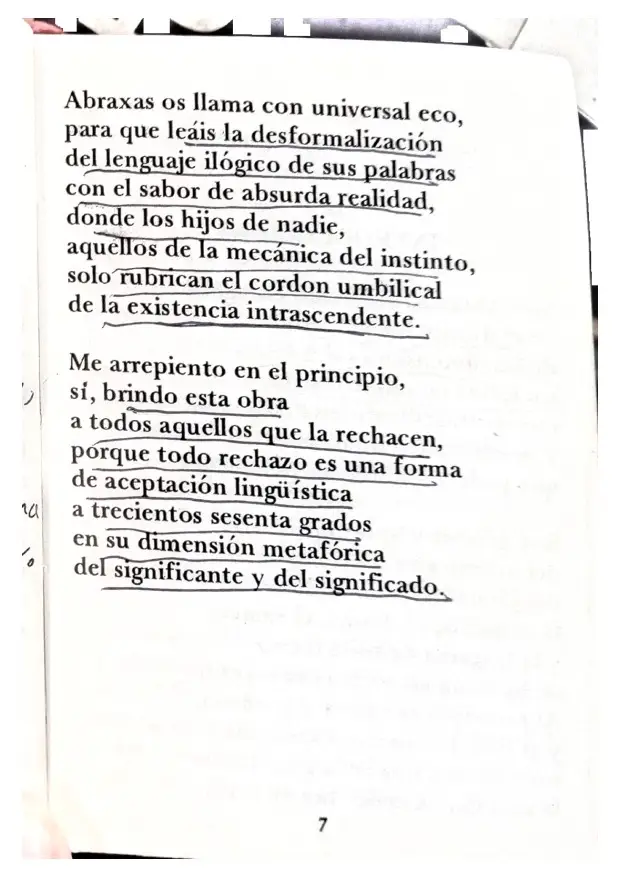 Abraxas os llama con universal eco,
para que leáis la desformalización
del lenguaje ilógico de sus palabras
con el sabor de absurda realidad,
donde los hijos de nadie,
aquellos de la mecánica del instinto,
solo rubrican el cordon umbilical
de la existencia intrascendente.
Me arrepiento en el principio,
sí, brindo esta obra
a todos aquellos que la rechacen,
porque todo rechazo es una forma
de aceptación lingüística
a trecientos sesenta grados
en su dimensión metafórica
del significante y del significado.
7